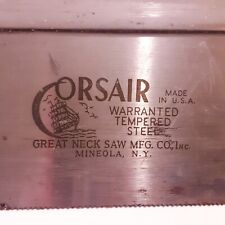 CORSAIR
MADE
IN U.S.A.
WARRANTED
TEMPERED
STEEL
GREAT NECK SAW MFG. CO., INC.
MINEOLA, N.Y.